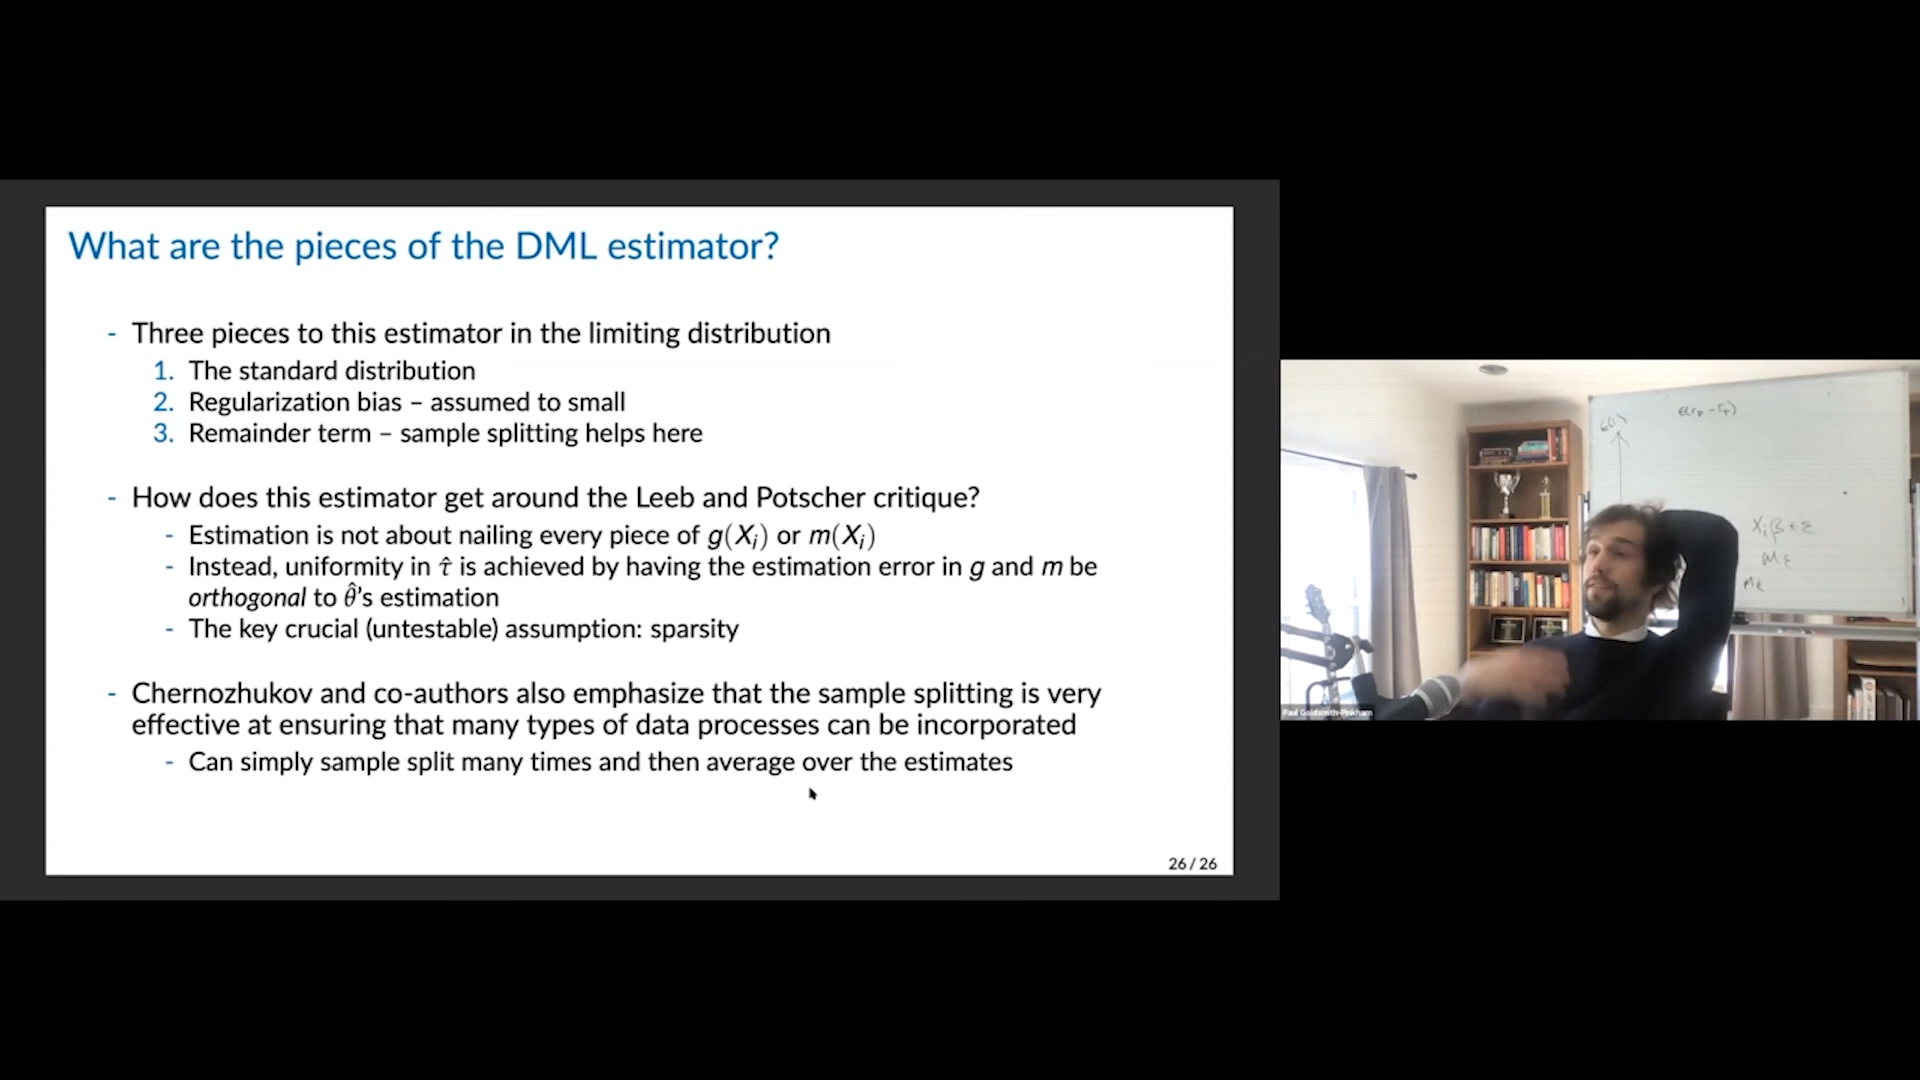 What are the pieces of the DML estimator?
- Three pieces to this estimator in the limiting distribution
1. The standard distribution
2. Regularization bias – assumed to small
3. Remainder term – sample splitting helps here
- How does this estimator get around the Leeb and Potscher critique?
- Estimation is not about nailing every piece of g(Xᵢ) or m(Xᵢ)
- Instead, uniformity in τ̂ is achieved by having the estimation error in g and m be
orthogonal to θ̂'s estimation
- The key crucial (untestable) assumption: sparsity
- Chernozhukov and co-authors also emphasize that the sample splitting is very
effective at ensuring that many types of data processes can be incorporated
- Can simply sample split many times and then average over the estimates
26 / 26
Xᵢβ + ε
Paul Goldsmith-Pinkham